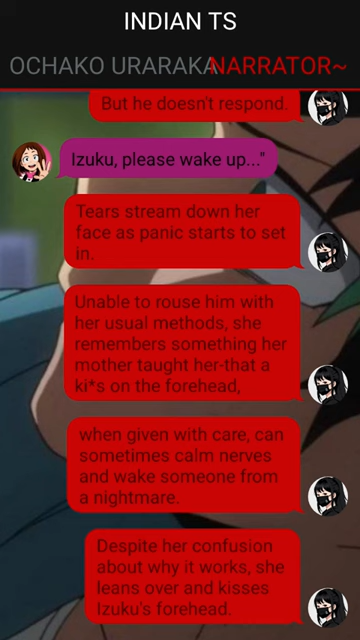 INDIAN TS
OCHAKO URARAKA NARRATOR~
But he doesn't respond.
Izuku, please wake up..."
Tears stream down her
face as panic starts to set
in.
Unable to rouse him with
her usual methods, she
remembers something her
mother taught her-that a
ki*s on the forehead,
when given with care, can
sometimes calm nerves
and wake someone from
a nightmare.
Despite her confusion
about why it works, she
leans over and kisses
Izuku's forehead.